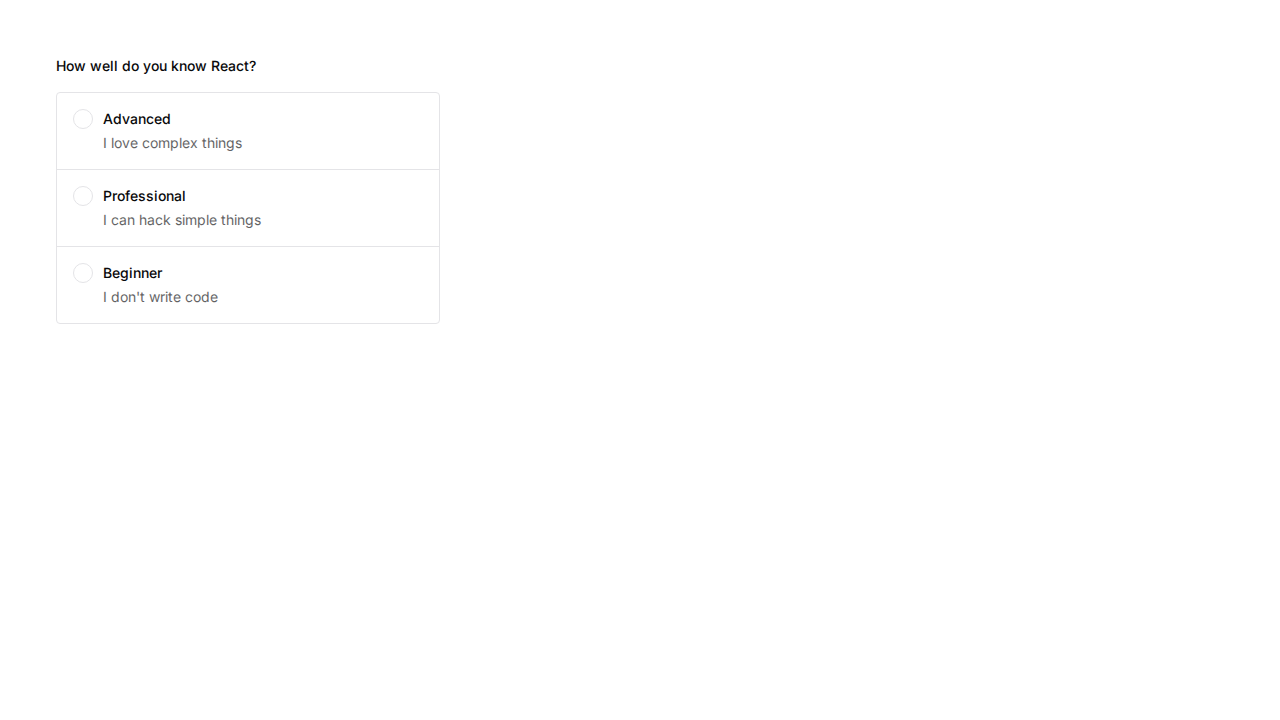 How well do you know React?
Advanced
I love complex things
Professional
I can hack simple things
Beginner
I don't write code